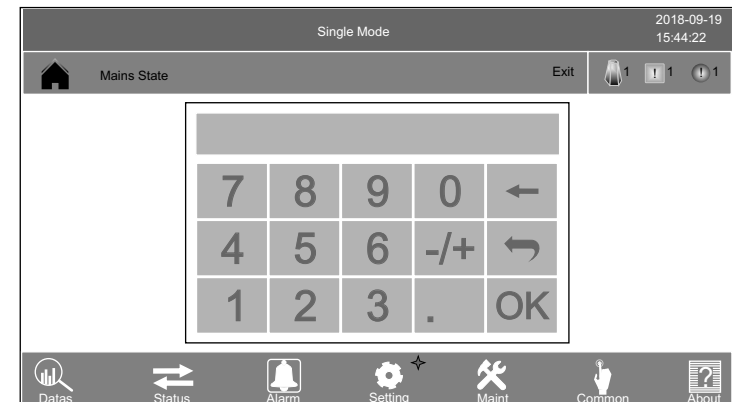 Single Mode
2018-09-19
15:44:22
Mains State
Exit
1
! 1
! 1
7 8 9 0
4 5 6 -/+
1 2 3 . OK
Datas Status Alarm Setting Maint Common About
?